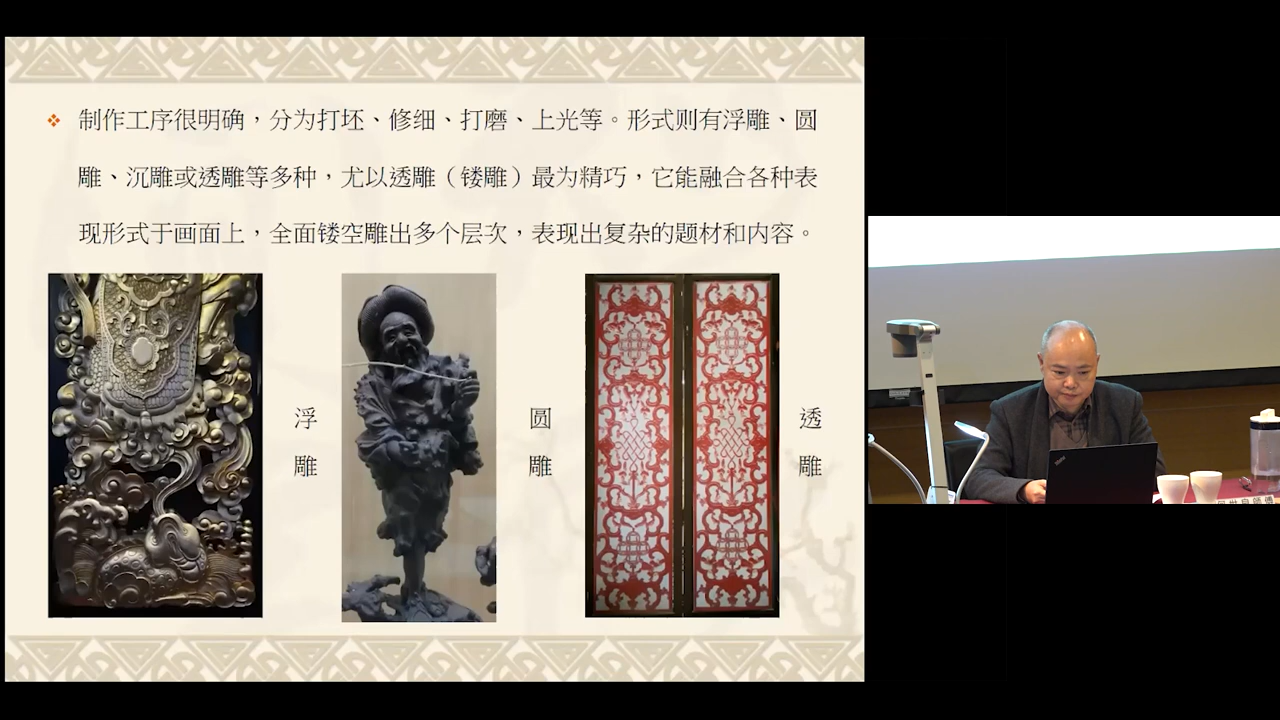 制作工序很明确，分为打坯、修细、打磨、上光等。形式则有浮雕、圆
雕、沉雕或透雕等多种，尤以透雕（镂雕）最为精巧，它能融合各种表
现形式于画面上，全面镂空雕出多个层次，表现出复杂的题材和内容。
浮雕
圆雕
透雕